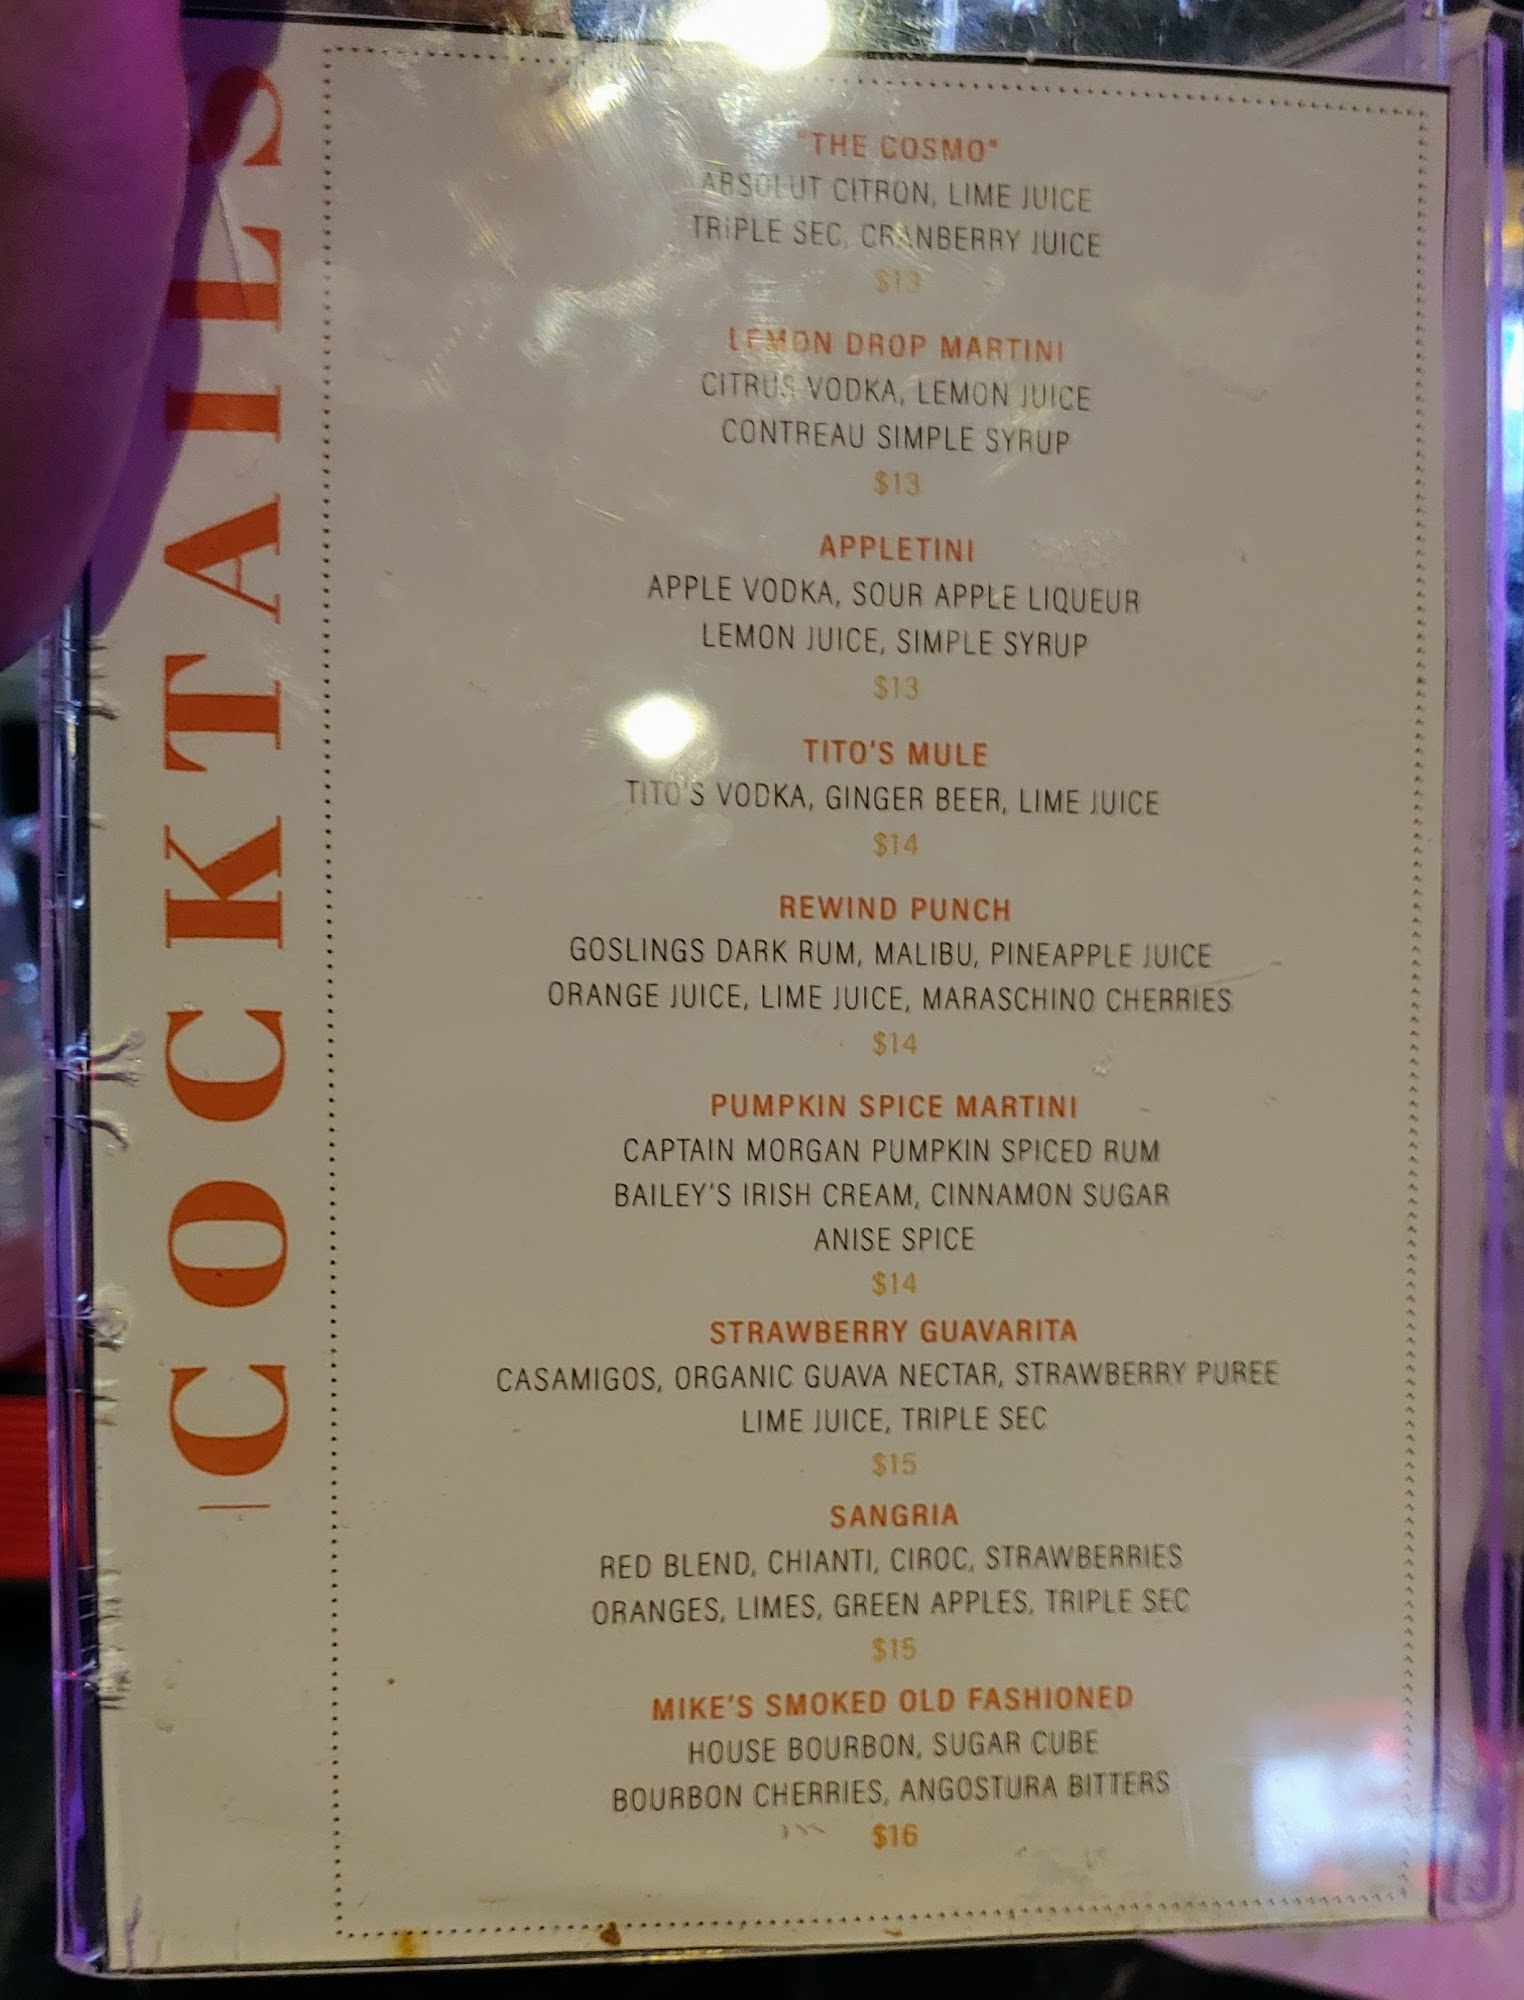 COCKTAILS
"THE COSMO"
ABSOLUT CITRON, LIME JUICE
TRIPLE SEC, CRANBERRY JUICE
$13
LEMON DROP MARTINI
CITRUS VODKA, LEMON JUICE
CONTREAU SIMPLE SYRUP
$13
APPLETINI
APPLE VODKA, SOUR APPLE LIQUEUR
LEMON JUICE, SIMPLE SYRUP
$13
TITO'S MULE
TITO'S VODKA, GINGER BEER, LIME JUICE
$14
REWIND PUNCH
GOSLINGS DARK RUM, MALIBU, PINEAPPLE JUICE
ORANGE JUICE, LIME JUICE, MARASCHINO CHERRIES
$14
PUMPKIN SPICE MARTINI
CAPTAIN MORGAN PUMPKIN SPICED RUM
BAILEY'S IRISH CREAM, CINNAMON SUGAR
ANISE SPICE
$14
STRAWBERRY GUAVARITA
CASAMIGOS, ORGANIC GUAVA NECTAR, STRAWBERRY PUREE
LIME JUICE, TRIPLE SEC
$15
SANGRIA
RED BLEND, CHIANTI, CIROC, STRAWBERRIES
ORANGES, LIMES, GREEN APPLES, TRIPLE SEC
$15
MIKE'S SMOKED OLD FASHIONED
HOUSE BOURBON, SUGAR CUBE
BOURBON CHERRIES, ANGOSTURA BITTERS
$16